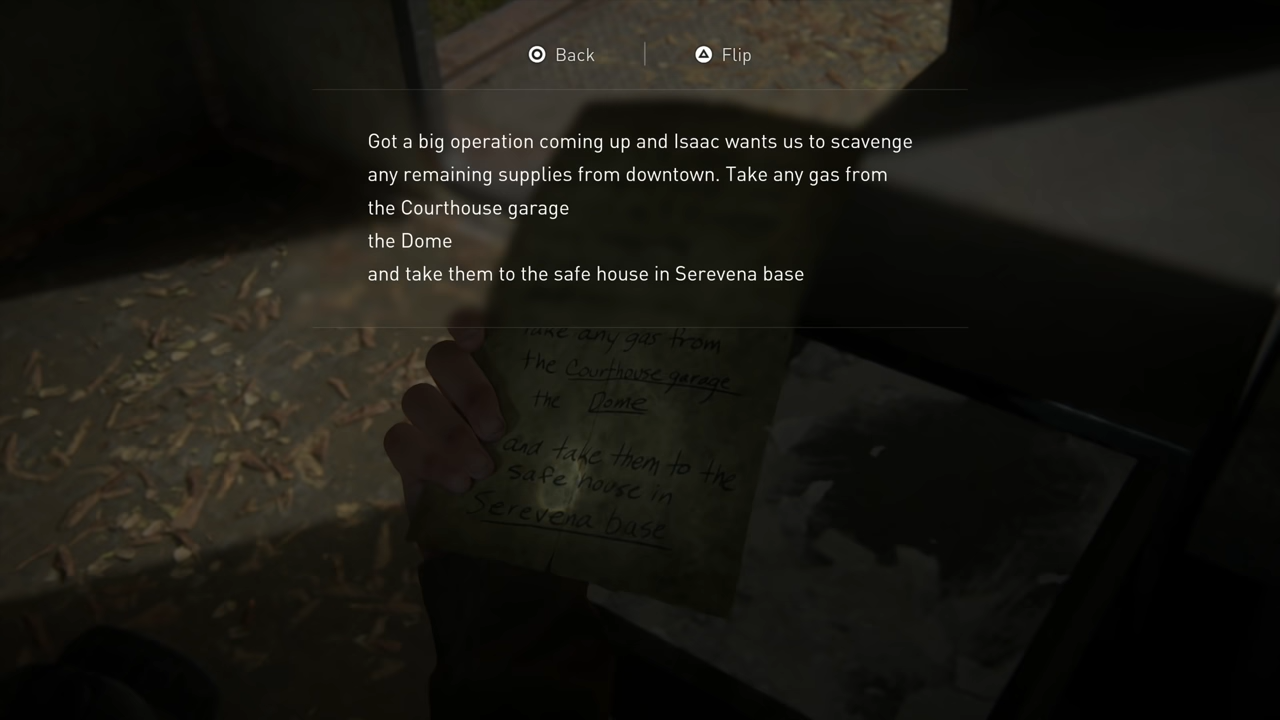 Back
Flip
Got a big operation coming up and Isaac wants us to scavenge
any remaining supplies from downtown. Take any gas from
the Courthouse garage
the Dome
and take them to the safe house in Serevena base
Take any gas from
the Courthouse garage
the Dome
and take them to the
safe house in
Serevena base